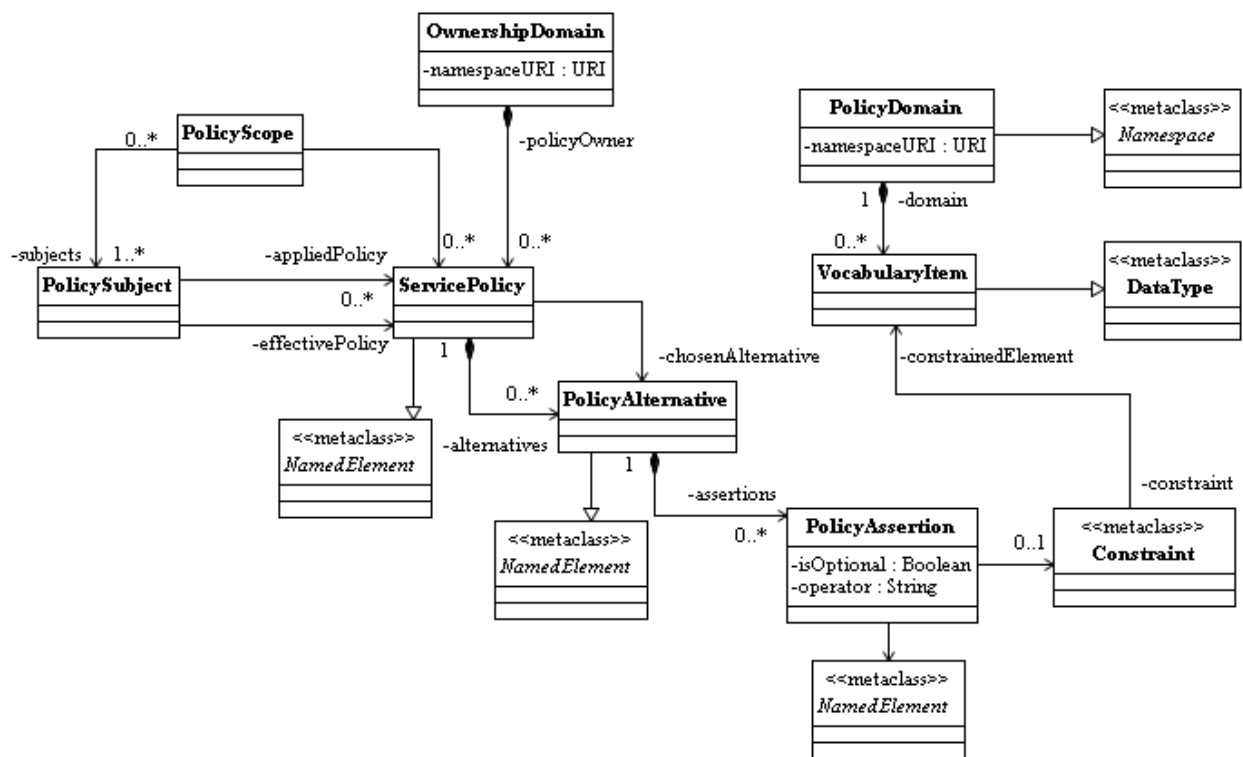 OwnershipDomain
-namespaceURI : URI
PolicyDomain
-namespaceURI : URI
<<metaclass>>
Namespace
0..*
PolicyScope
-policyOwner
1
-domain
-subjects
1..*
-appliedPolicy
0..*
0..*
0..*
PolicySubject
ServicePolicy
VocabularyItem
<<metaclass>>
DataType
0..*
-effectivePolicy
1
-chosenAlternative
-constrainedElement
0..*
PolicyAlternative
<<metaclass>>
NamedElement
-alternatives
1
-assertions
-constraint
0..*
<<metaclass>>
NamedElement
PolicyAssertion
-isOptional : Boolean
-operator : String
0..1
<<metaclass>>
Constraint
<<metaclass>>
NamedElement